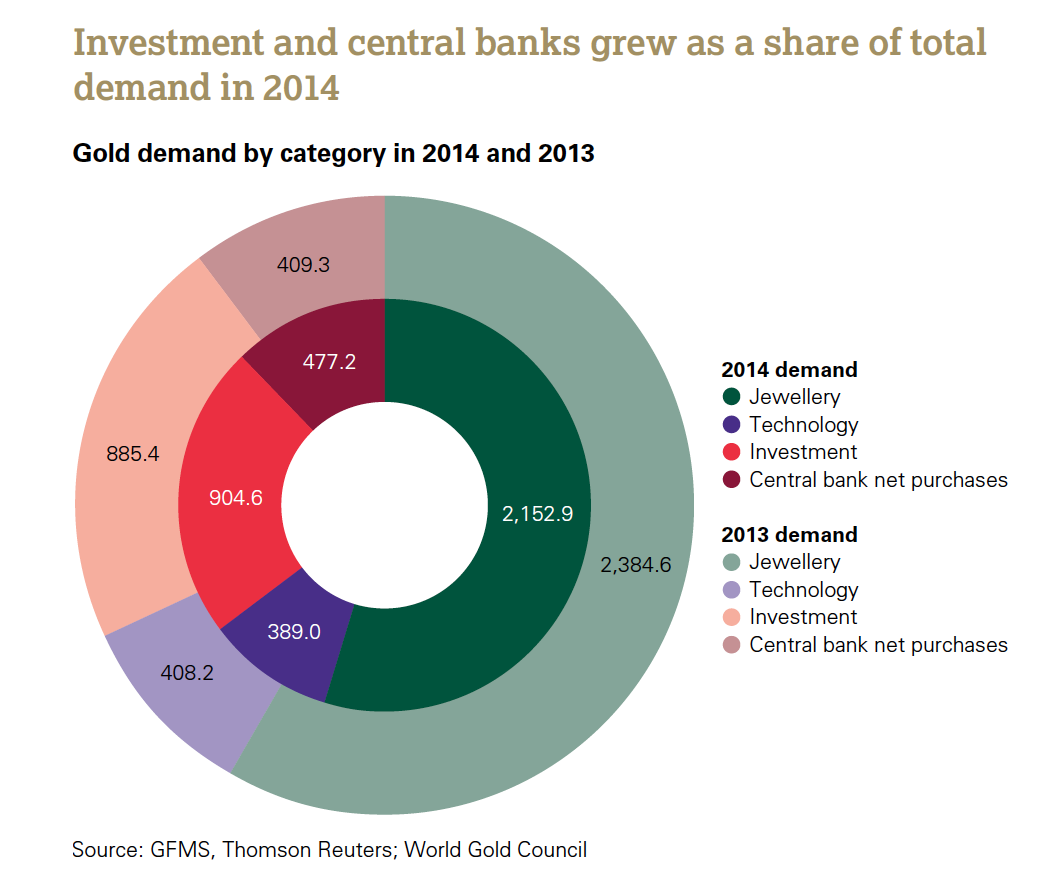 Investment and central banks grew as a share of total
demand in 2014
Gold demand by category in 2014 and 2013
409.3
477.2
885.4
904.6
2,152.9
2,384.6
389.0
408.2
2014 demand
Jewellery
Technology
Investment
Central bank net purchases
2013 demand
Jewellery
Technology
Investment
Central bank net purchases
Source: GFMS, Thomson Reuters; World Gold Council